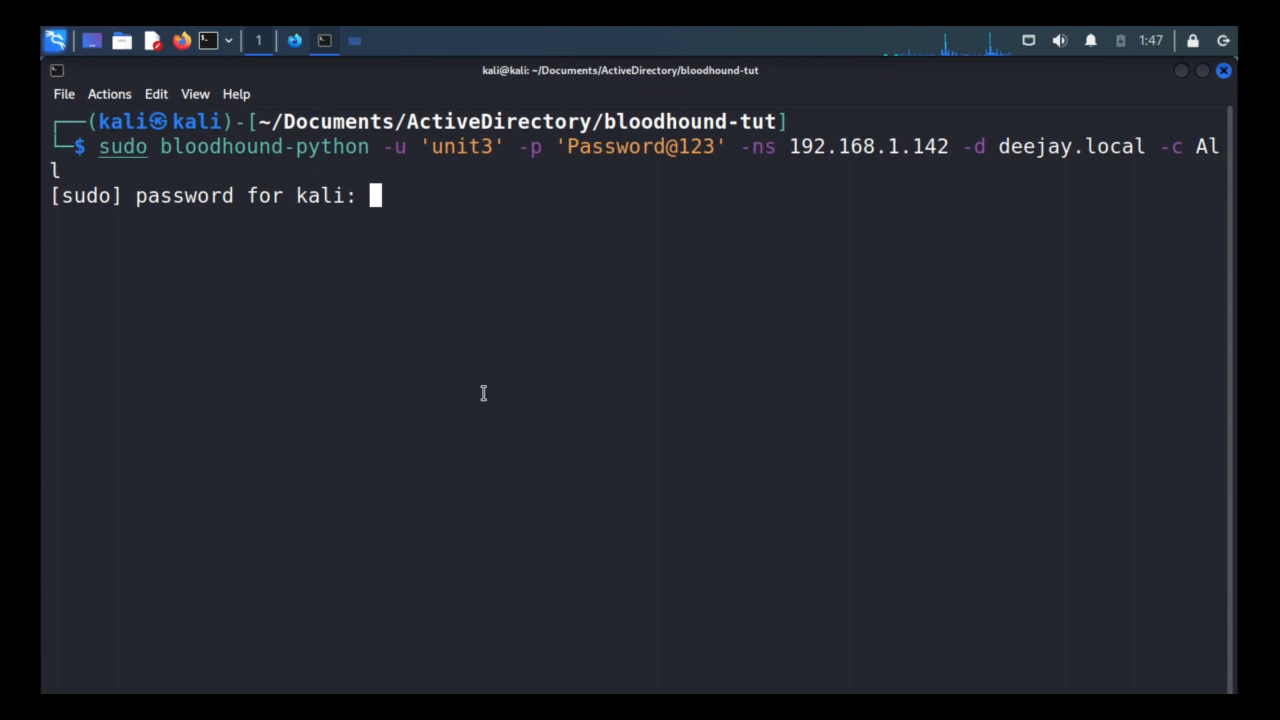 1
1:47
kali@kali: ~/Documents/ActiveDirectory/bloodhound-tut
File Actions Edit View Help
┌──(kali㉿kali)-[~/Documents/ActiveDirectory/bloodhound-tut]
└─$ sudo bloodhound-python -u 'unit3' -p 'Password@123' -ns 192.168.1.142 -d deejay.local -c Al
l
[sudo] password for kali: